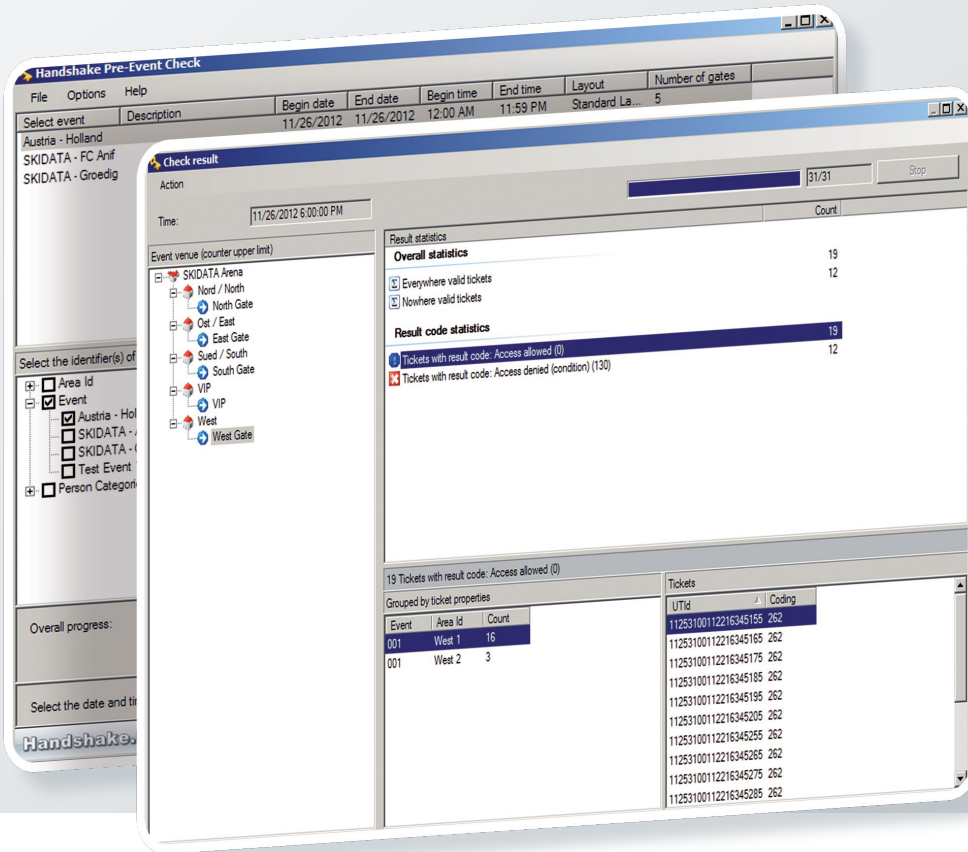 Handshake Pre-Event Check
File Options Help
Select event Description Begin date End date Begin time End time Layout Number of gates
Austria - Holland 11/26/2012 11/26/2012 12:00 AM 11:59 PM Standard La... 5
SKIDATA - FC Anif
SKIDATA - Groedig
Select the identifier(s) of
Area Id
Event
Austria - Hol
SKIDATA -
SKIDATA -
Test Event
Person Categori
Overall progress:
Select the date and tim
Handshake.
Check result
Action
Time: 11/26/2012 6:00:00 PM
31/31 Stop
Event venue (counter upper limit)
SKIDATA Arena
Nord / North
North Gate
Ost / East
East Gate
Sued / South
South Gate
VIP
VIP
West
West Gate
Result statistics Count
Overall statistics
Σ Everywhere valid tickets 19
Σ Nowhere valid tickets 12
Result code statistics
Tickets with result code: Access allowed (0) 19
Tickets with result code: Access denied (condition) (130) 12
19 Tickets with result code: Access allowed (0)
Grouped by ticket properties
Event Area Id Count
001 West 1 16
001 West 2 3
Tickets
UTId Coding
11253100112216345155 262
11253100112216345165 262
11253100112216345175 262
11253100112216345185 262
11253100112216345195 262
11253100112216345205 262
11253100112216345255 262
11253100112216345265 262
11253100112216345275 262
11253100112216345285 262